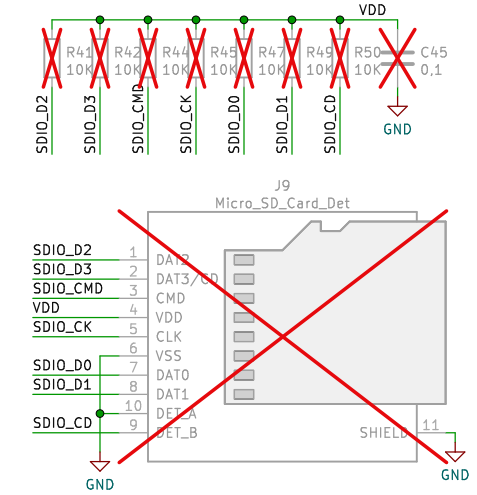 VDD
R41 R42 R44 R45 R47 R49 R50 C45
10K 10K 10K 10K 10K 10K 10K 0,1
SDIO_D2 SDIO_D3 SDIO_CMD SDIO_CK SDIO_D0 SDIO_D1 SDIO_CD
GND
J9
Micro_SD_Card_Det
SDIO_D2 1 DAT2
SDIO_D3 2 DAT3/CD
SDIO_CMD 3 CMD
VDD 4 VDD
SDIO_CK 5 CLK
6 VSS
SDIO_D0 7 DAT0
SDIO_D1 8 DAT1
10 DET_A
SDIO_CD 9 DET_B SHIELD 11
GND GND